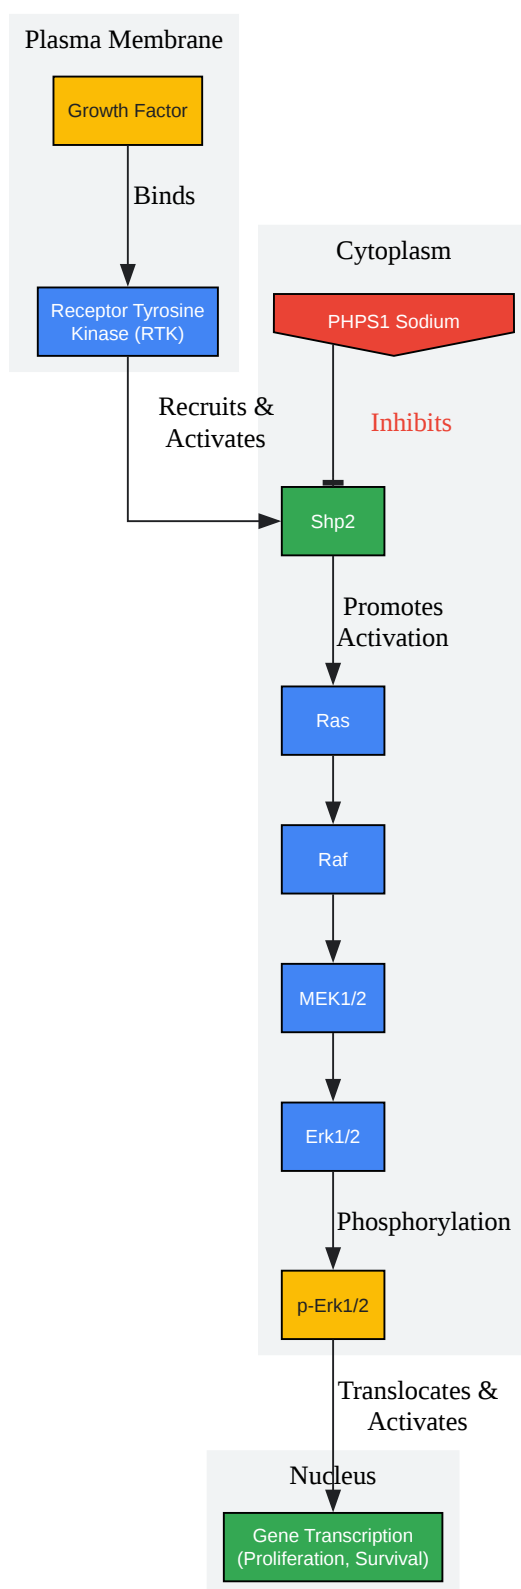 Plasma Membrane
Growth Factor
Binds
Receptor Tyrosine
Kinase (RTK)
Cytoplasm
PHPS1 Sodium
Recruits &
Activates
Inhibits
Shp2
Promotes
Activation
Ras
Raf
MEK1/2
Erk1/2
Phosphorylation
p-Erk1/2
Translocates &
Activates
Nucleus
Gene Transcription
(Proliferation, Survival)